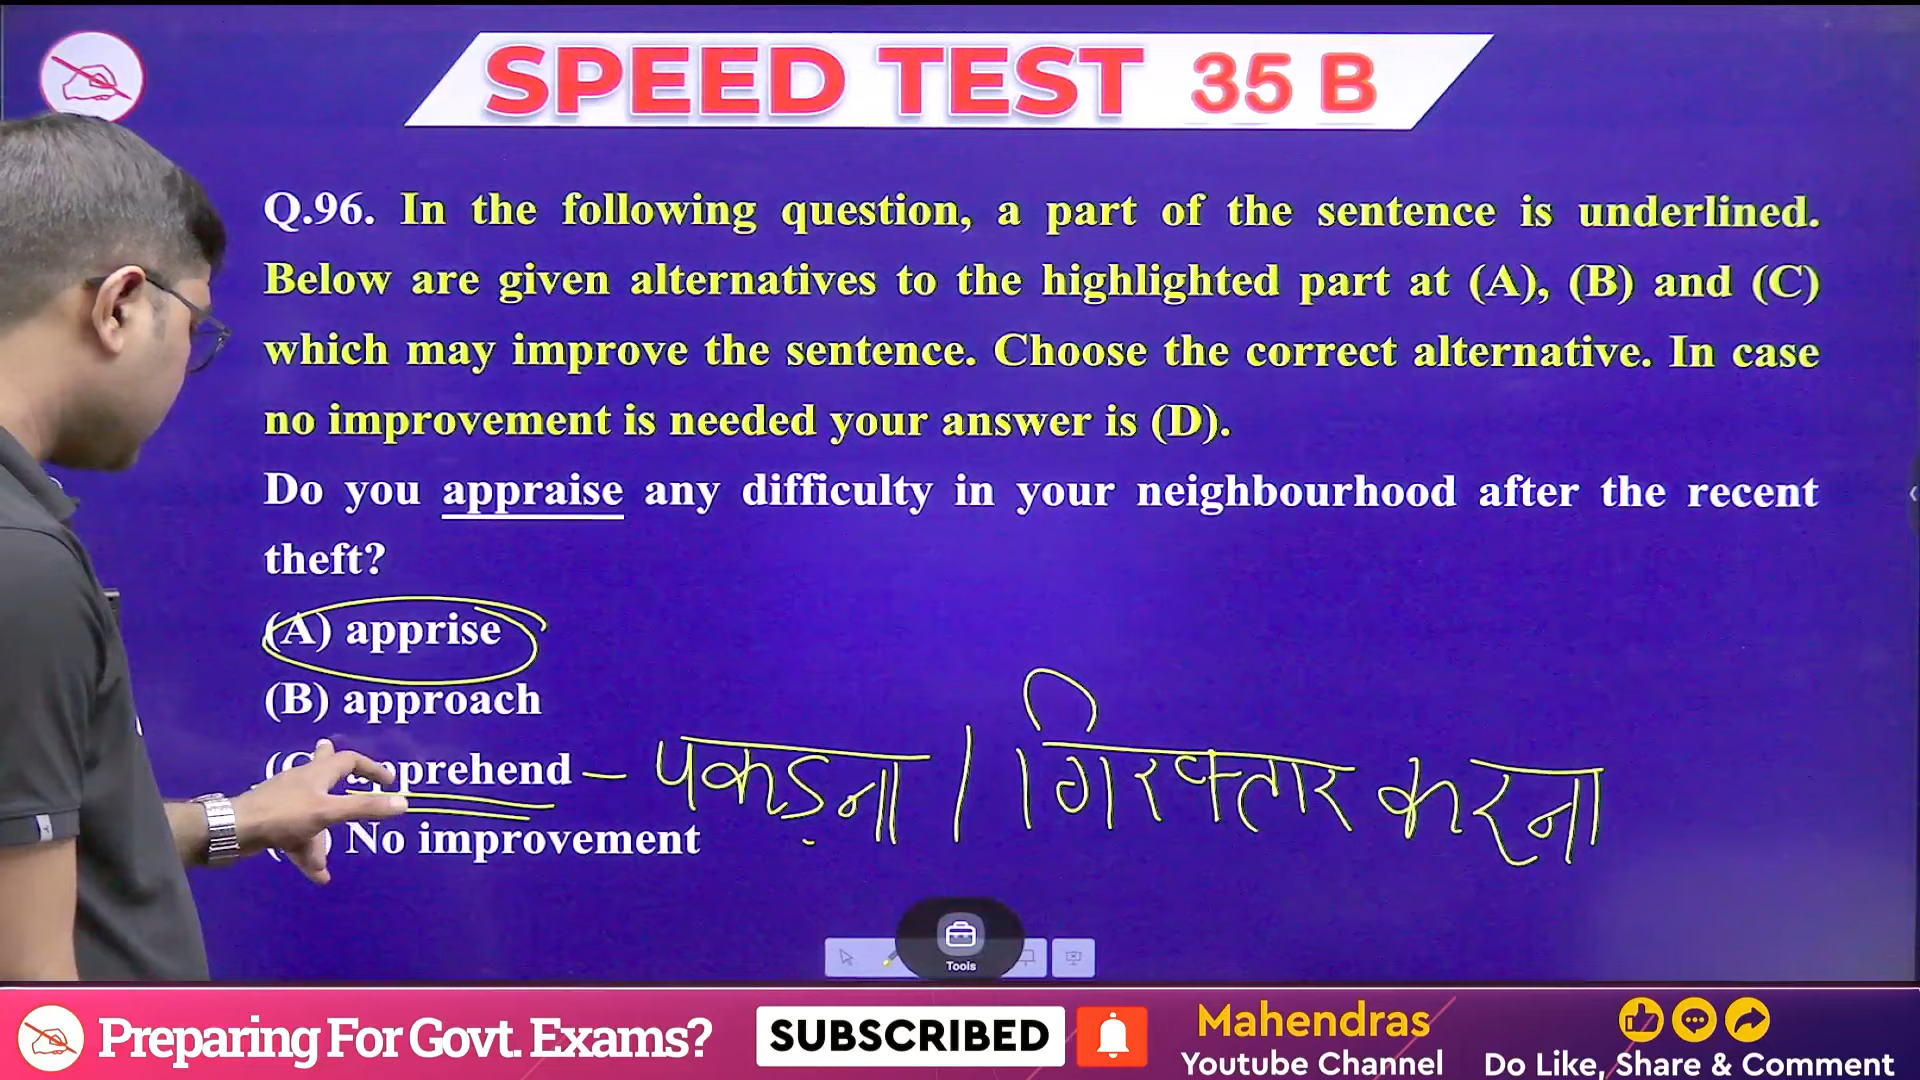 SPEED TEST 35 B
Q.96. In the following question, a part of the sentence is underlined.
Below are given alternatives to the highlighted part at (A), (B) and (C)
which may improve the sentence. Choose the correct alternative. In case
no improvement is needed your answer is (D).
Do you appraise any difficulty in your neighbourhood after the recent
theft?
(A) apprise
(B) approach
(C) apprehend – पकड़ना / गिरफ्तार करना
No improvement
Tools
Preparing For Govt. Exams?
SUBSCRIBED
Mahendras
Youtube Channel
Do Like, Share & Comment